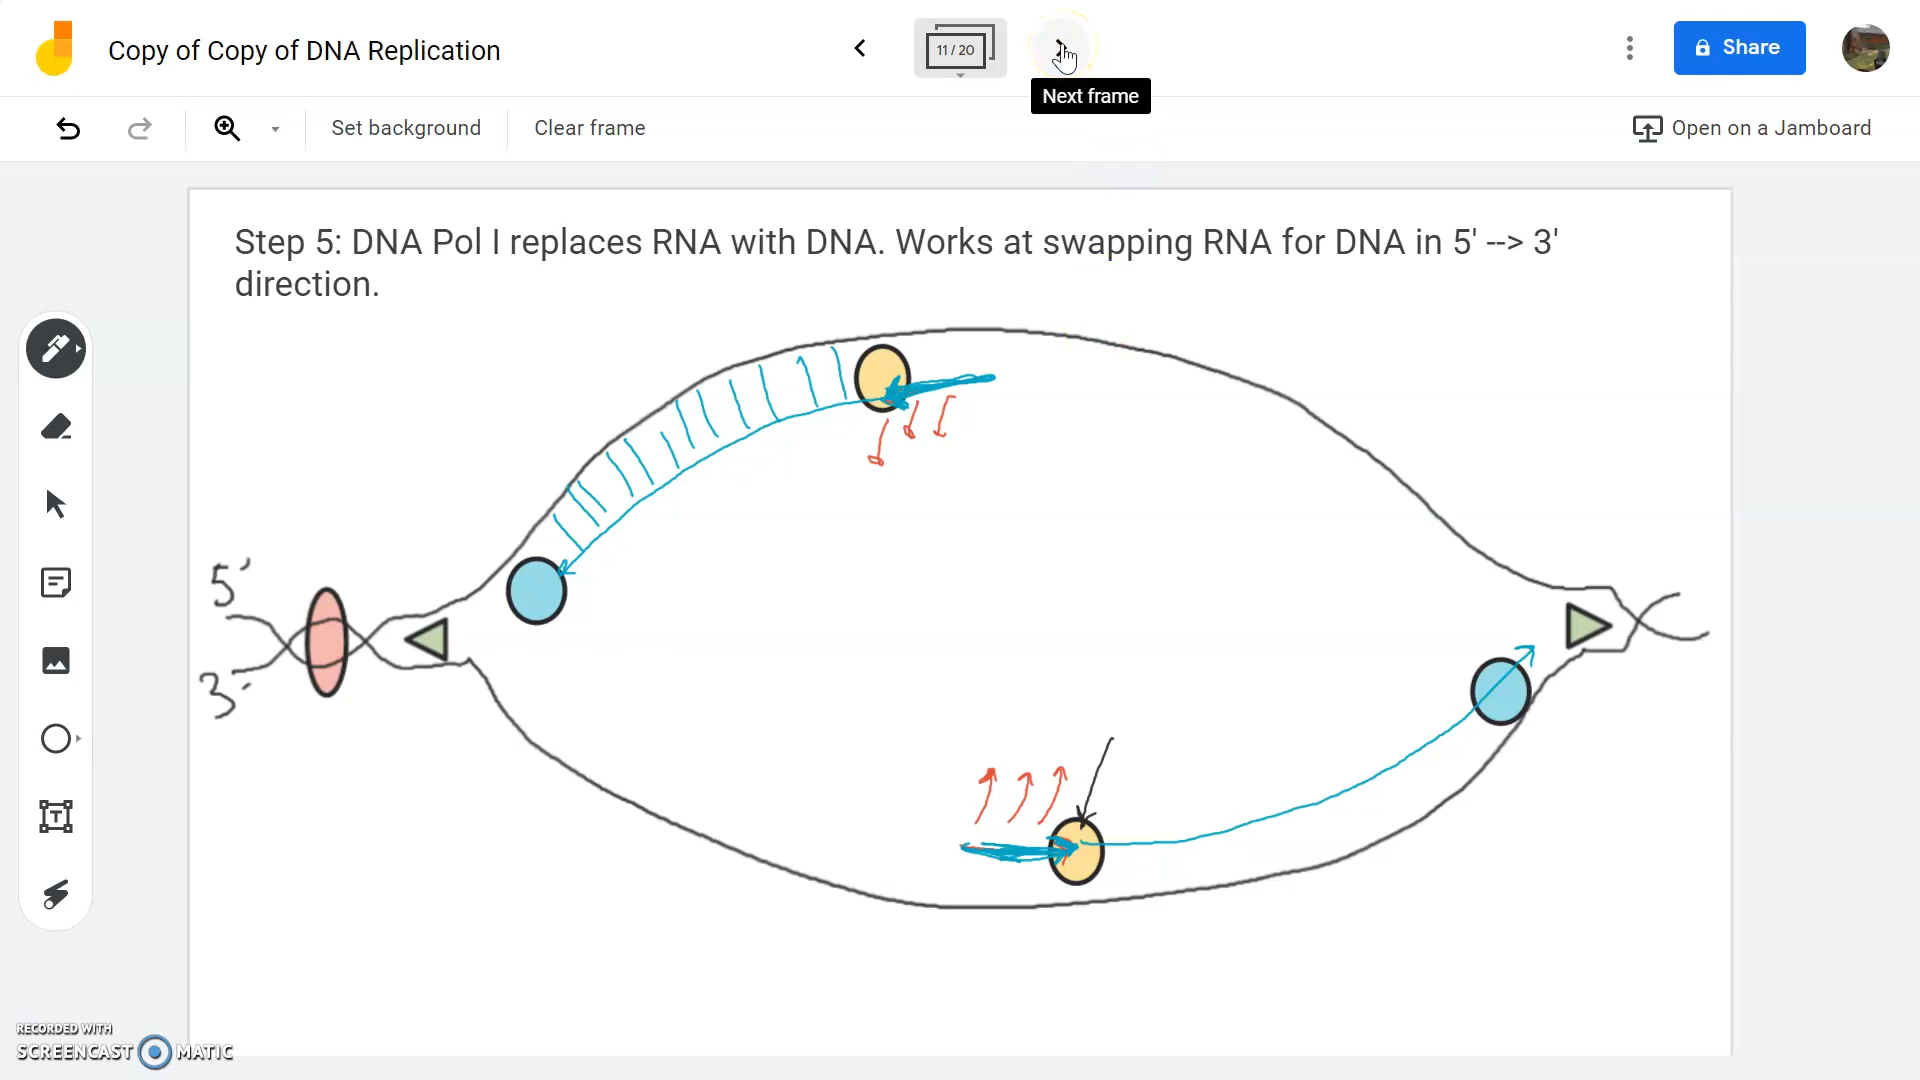 Copy of Copy of DNA Replication
11 / 20
Share
Next frame
Set background
Clear frame
Open on a Jamboard
Step 5: DNA Pol I replaces RNA with DNA. Works at swapping RNA for DNA in 5' --> 3'
direction.
5'
3'
RECORDED WITH
SCREENCAST MATIC